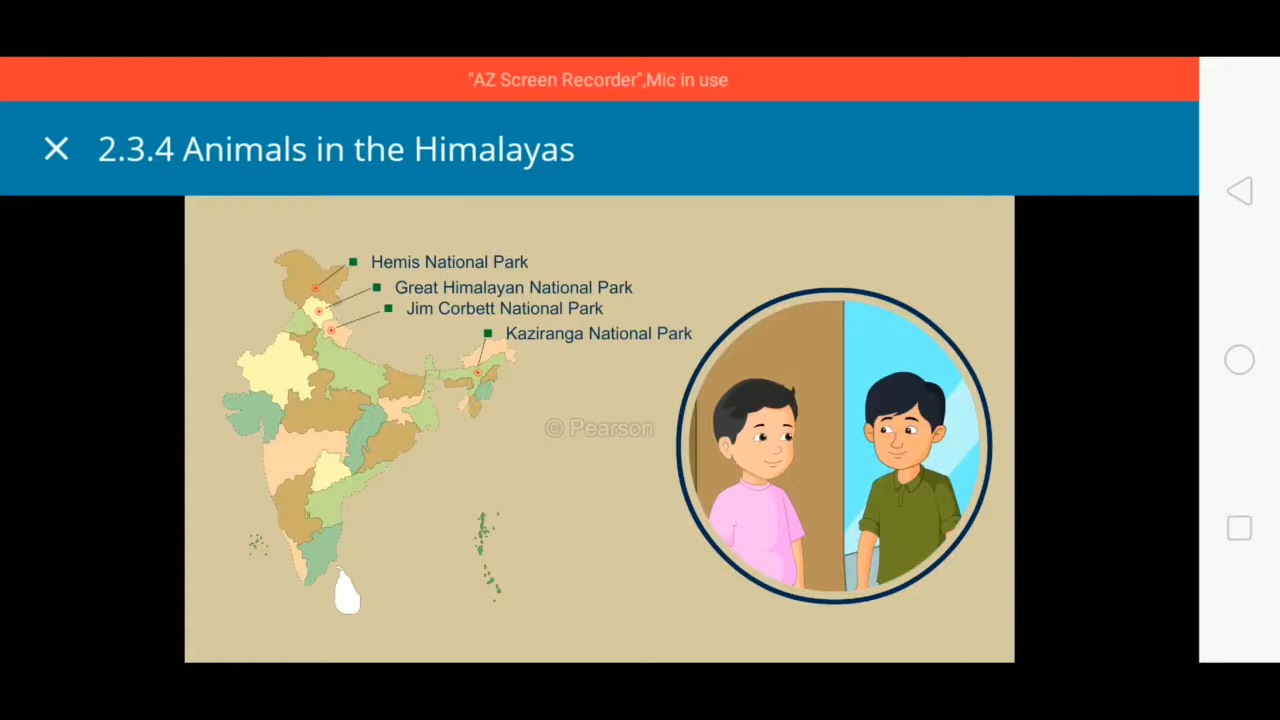 "AZ Screen Recorder",Mic in use
2.3.4 Animals in the Himalayas
Hemis National Park
Great Himalayan National Park
Jim Corbett National Park
Kaziranga National Park
© Pearson